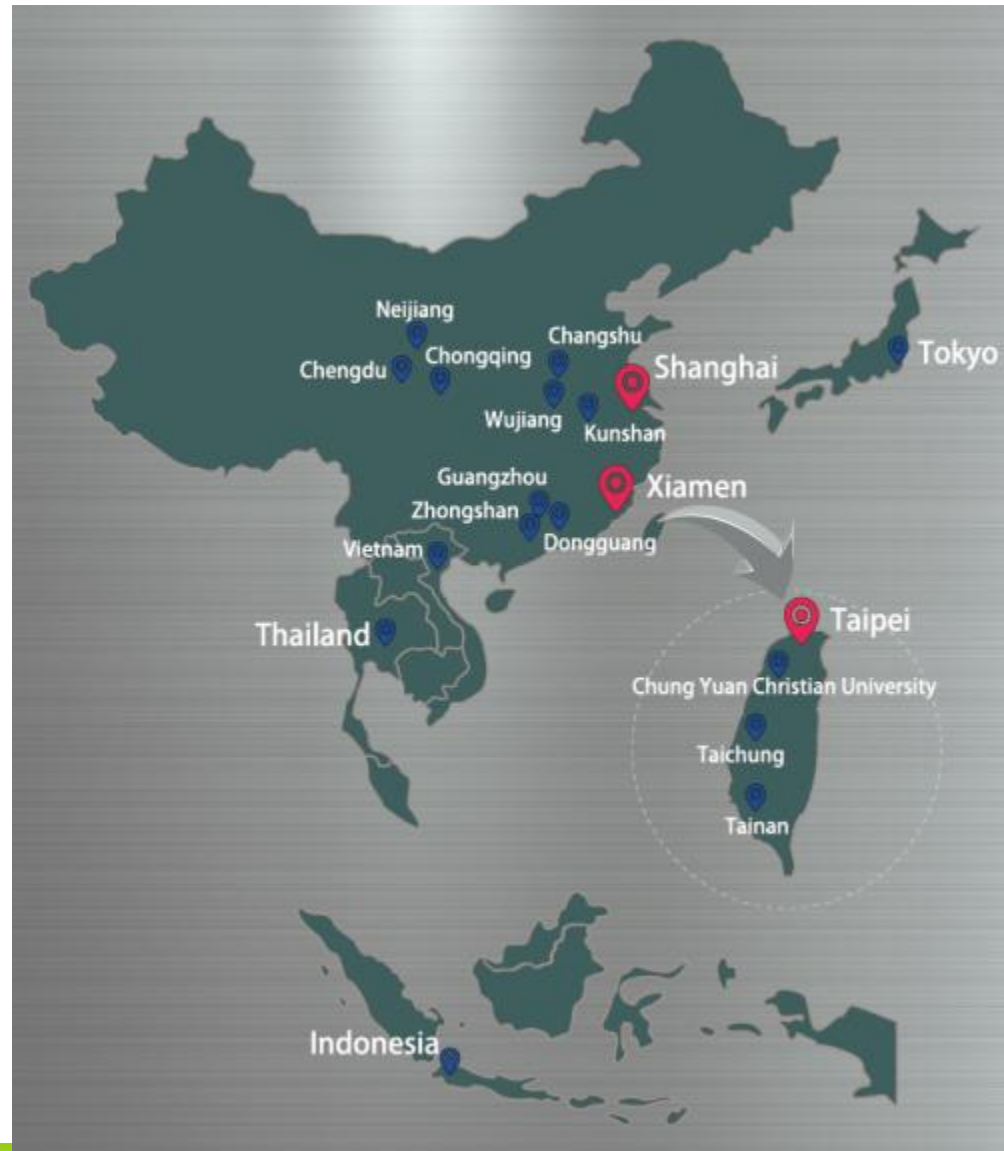 Neijiang
Changshu
Chengdu
Chongqing
Shanghai
Tokyo
Wujiang
Kunshan
Guangzhou
Xiamen
Zhongshan
Dongguang
Vietnam
Thailand
Taipei
Chung Yuan Christian University
Taichung
Tainan
Indonesia